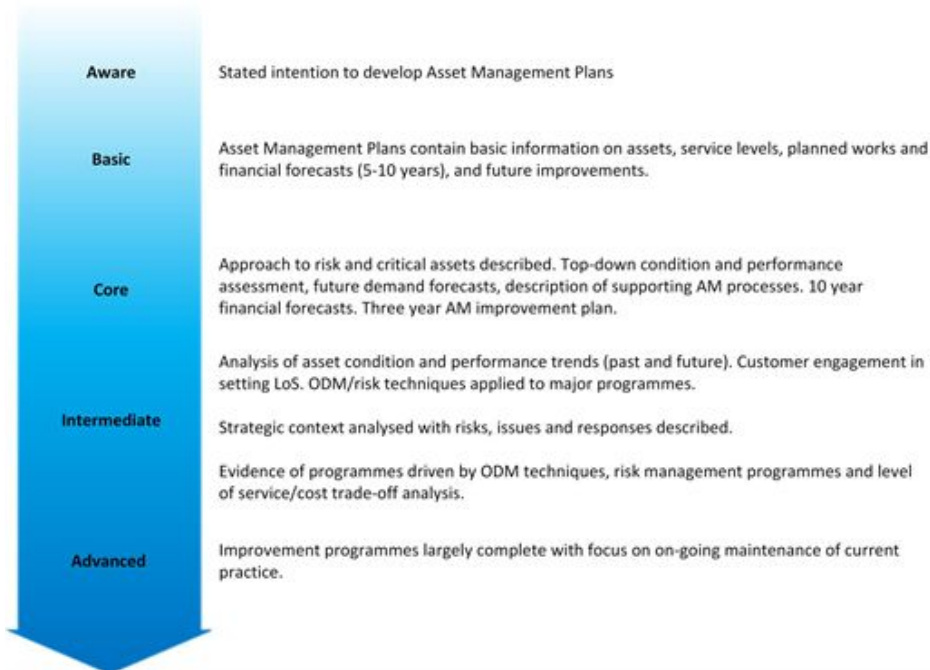 Aware
Stated intention to develop Asset Management Plans
Basic
Asset Management Plans contain basic information on assets, service levels, planned works and
financial forecasts (5-10 years), and future improvements.
Core
Approach to risk and critical assets described. Top-down condition and performance
assessment, future demand forecasts, description of supporting AM processes. 10 year
financial forecasts. Three year AM improvement plan.
Intermediate
Analysis of asset condition and performance trends (past and future). Customer engagement in
setting LoS. ODM/risk techniques applied to major programmes.
Strategic context analysed with risks, issues and responses described.
Evidence of programmes driven by ODM techniques, risk management programmes and level
of service/cost trade-off analysis.
Advanced
Improvement programmes largely complete with focus on on-going maintenance of current
practice.